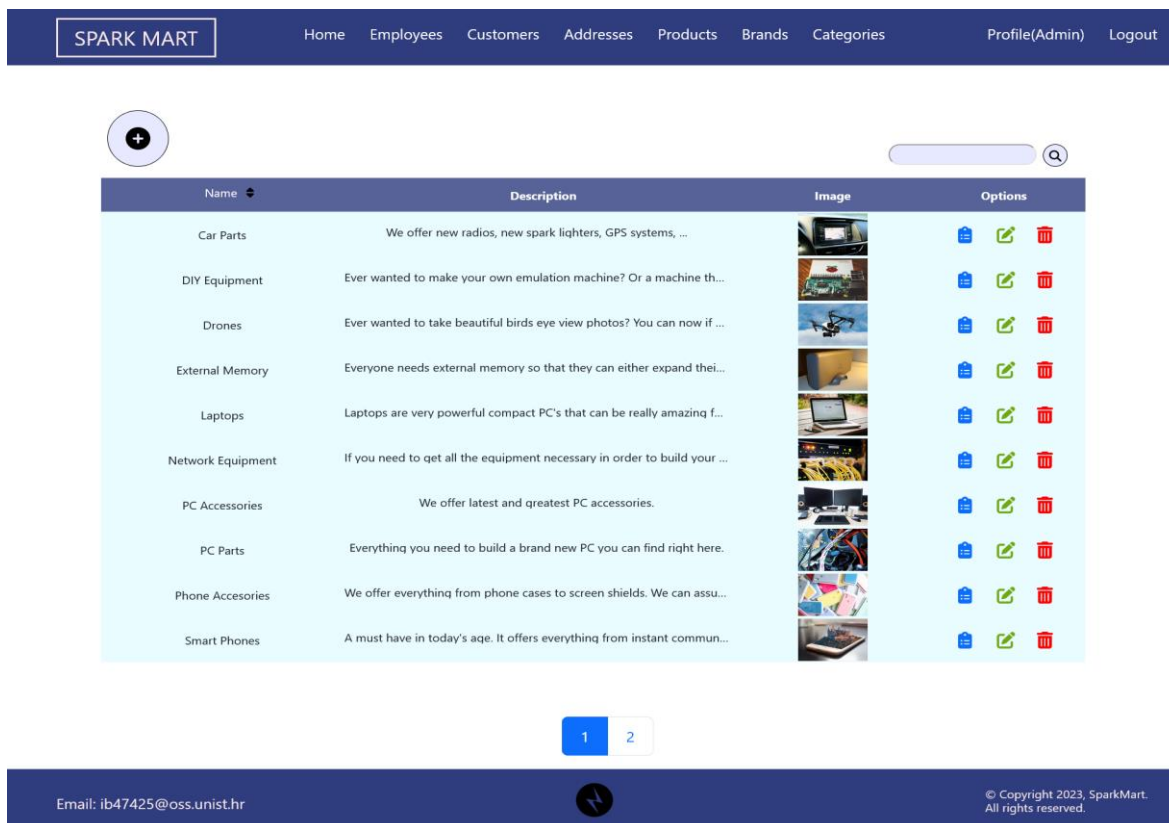 SPARK MART Home Employees Customers Addresses Products Brands Categories Profile(Admin) Logout
Name Description Image Options
Car Parts We offer new radios, new spark lighters, GPS systems, ...
DIY Equipment Ever wanted to make your own emulation machine? Or a machine th...
Drones Ever wanted to take beautiful birds eye view photos? You can now if ...
External Memory Everyone needs external memory so that they can either expand thei...
Laptops Laptops are very powerful compact PC's that can be really amazing f...
Network Equipment If you need to get all the equipment necessary in order to build your ...
PC Accessories We offer latest and greatest PC accessories.
PC Parts Everything you need to build a brand new PC you can find right here.
Phone Accesories We offer everything from phone cases to screen shields. We can assu...
Smart Phones A must have in today's age. It offers everything from instant commun...
1 2
Email: ib47425@oss.unist.hr
© Copyright 2023, SparkMart.
All rights reserved.